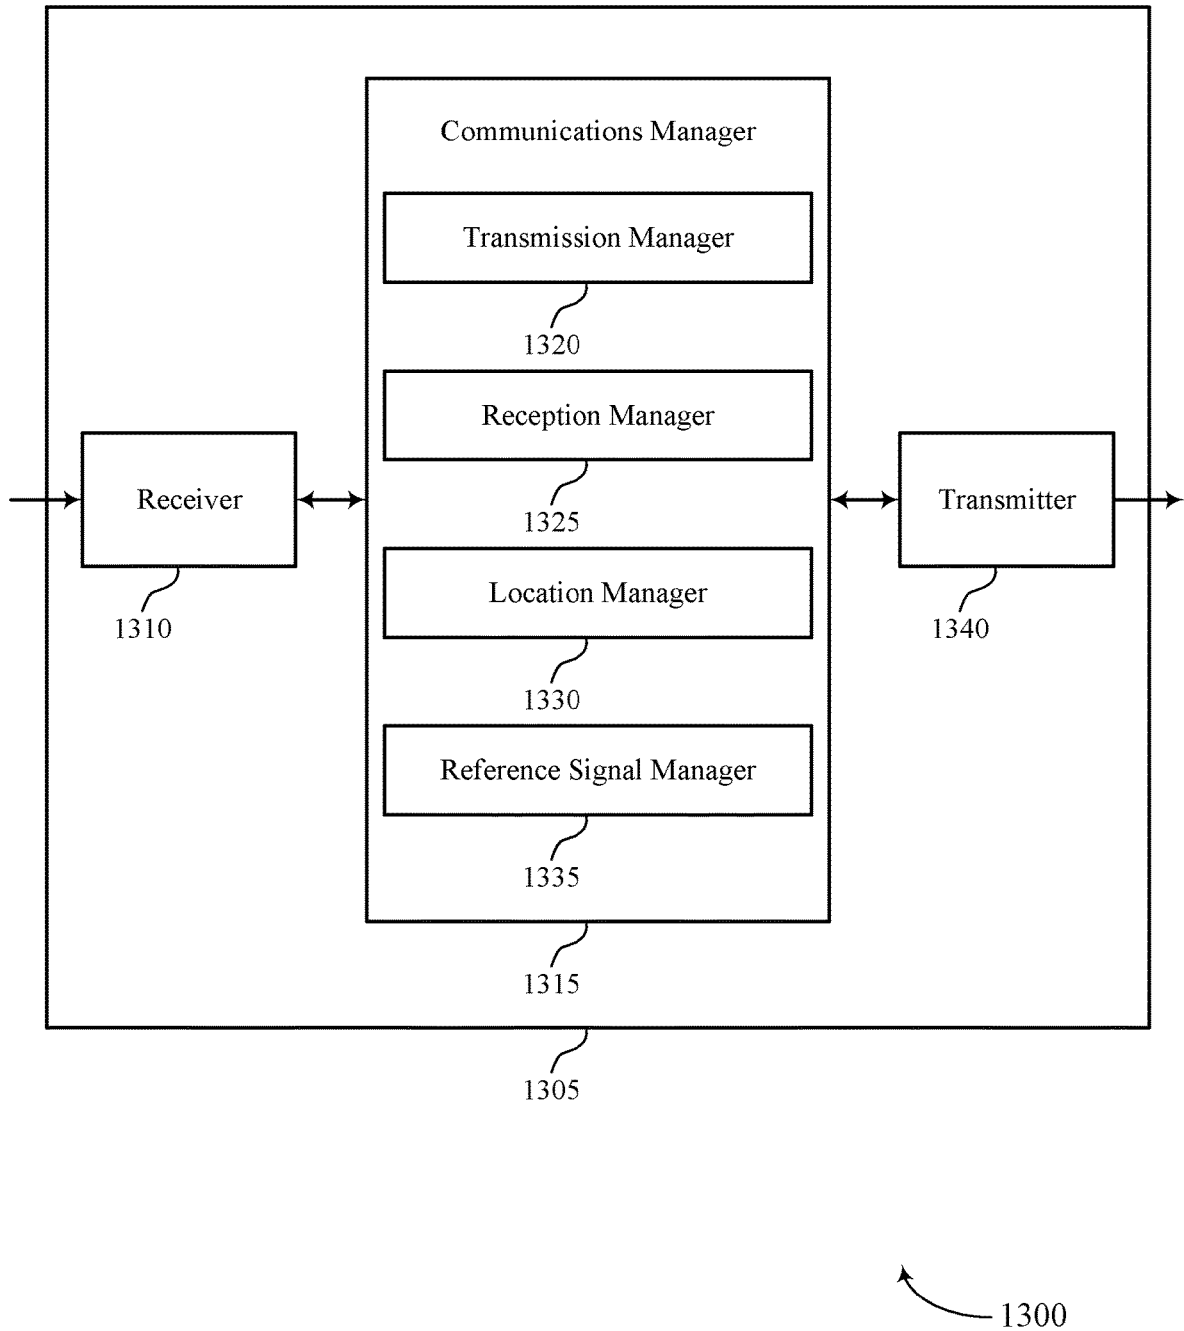 Communications Manager
Transmission Manager
1320
Reception Manager
1325
Receiver
1310
Transmitter
1340
Location Manager
1330
Reference Signal Manager
1335
1315
1305
1300